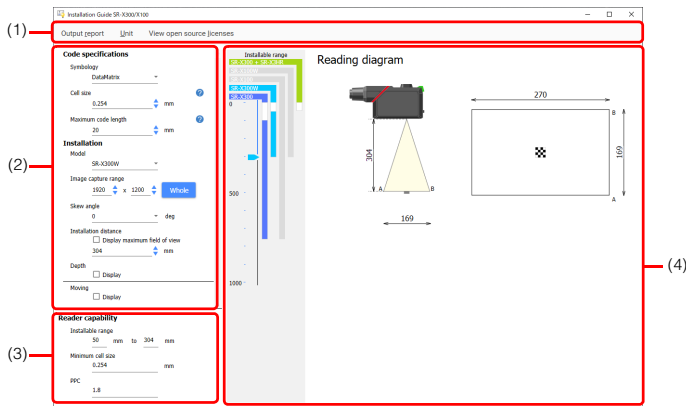 Installation Guide SR-X300/X100
(1)
Output report Unit View open source licenses
(2)
Code specifications
Symbology
DataMatrix
Cell size
0.254 mm
Maximum code length
20 mm
Installation
Model
SR-X300W
Image capture range
1920 x 1200 Whole
Skew angle
0 deg
Installation distance
Display maximum field of view
304 mm
Depth
Display
Moving
Display
(3)
Reader capability
Installable range
50 mm to 304 mm
Minimum cell size
0.254 mm
PPC
1.8
(4)
Installable range
SR-X300W
SR-X300
0
500
1000
Reading diagram
304
A B
169
270
B
169
A